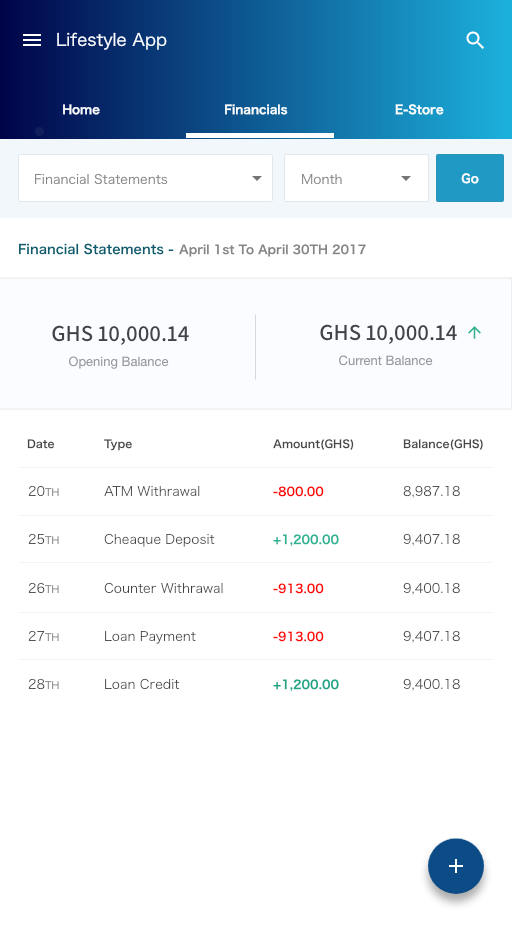 Lifestyle App
Home Financials E-Store
Financial Statements Month Go
Financial Statements - April 1st To April 30TH 2017
GHS 10,000.14 GHS 10,000.14
Opening Balance Current Balance
Date Type Amount(GHS) Balance(GHS)
20TH ATM Withrawal -800.00 8,987.18
25TH Cheaque Deposit +1,200.00 9,407.18
26TH Counter Withrawal -913.00 9,400.18
27TH Loan Payment -913.00 9,407.18
28TH Loan Credit +1,200.00 9,400.18